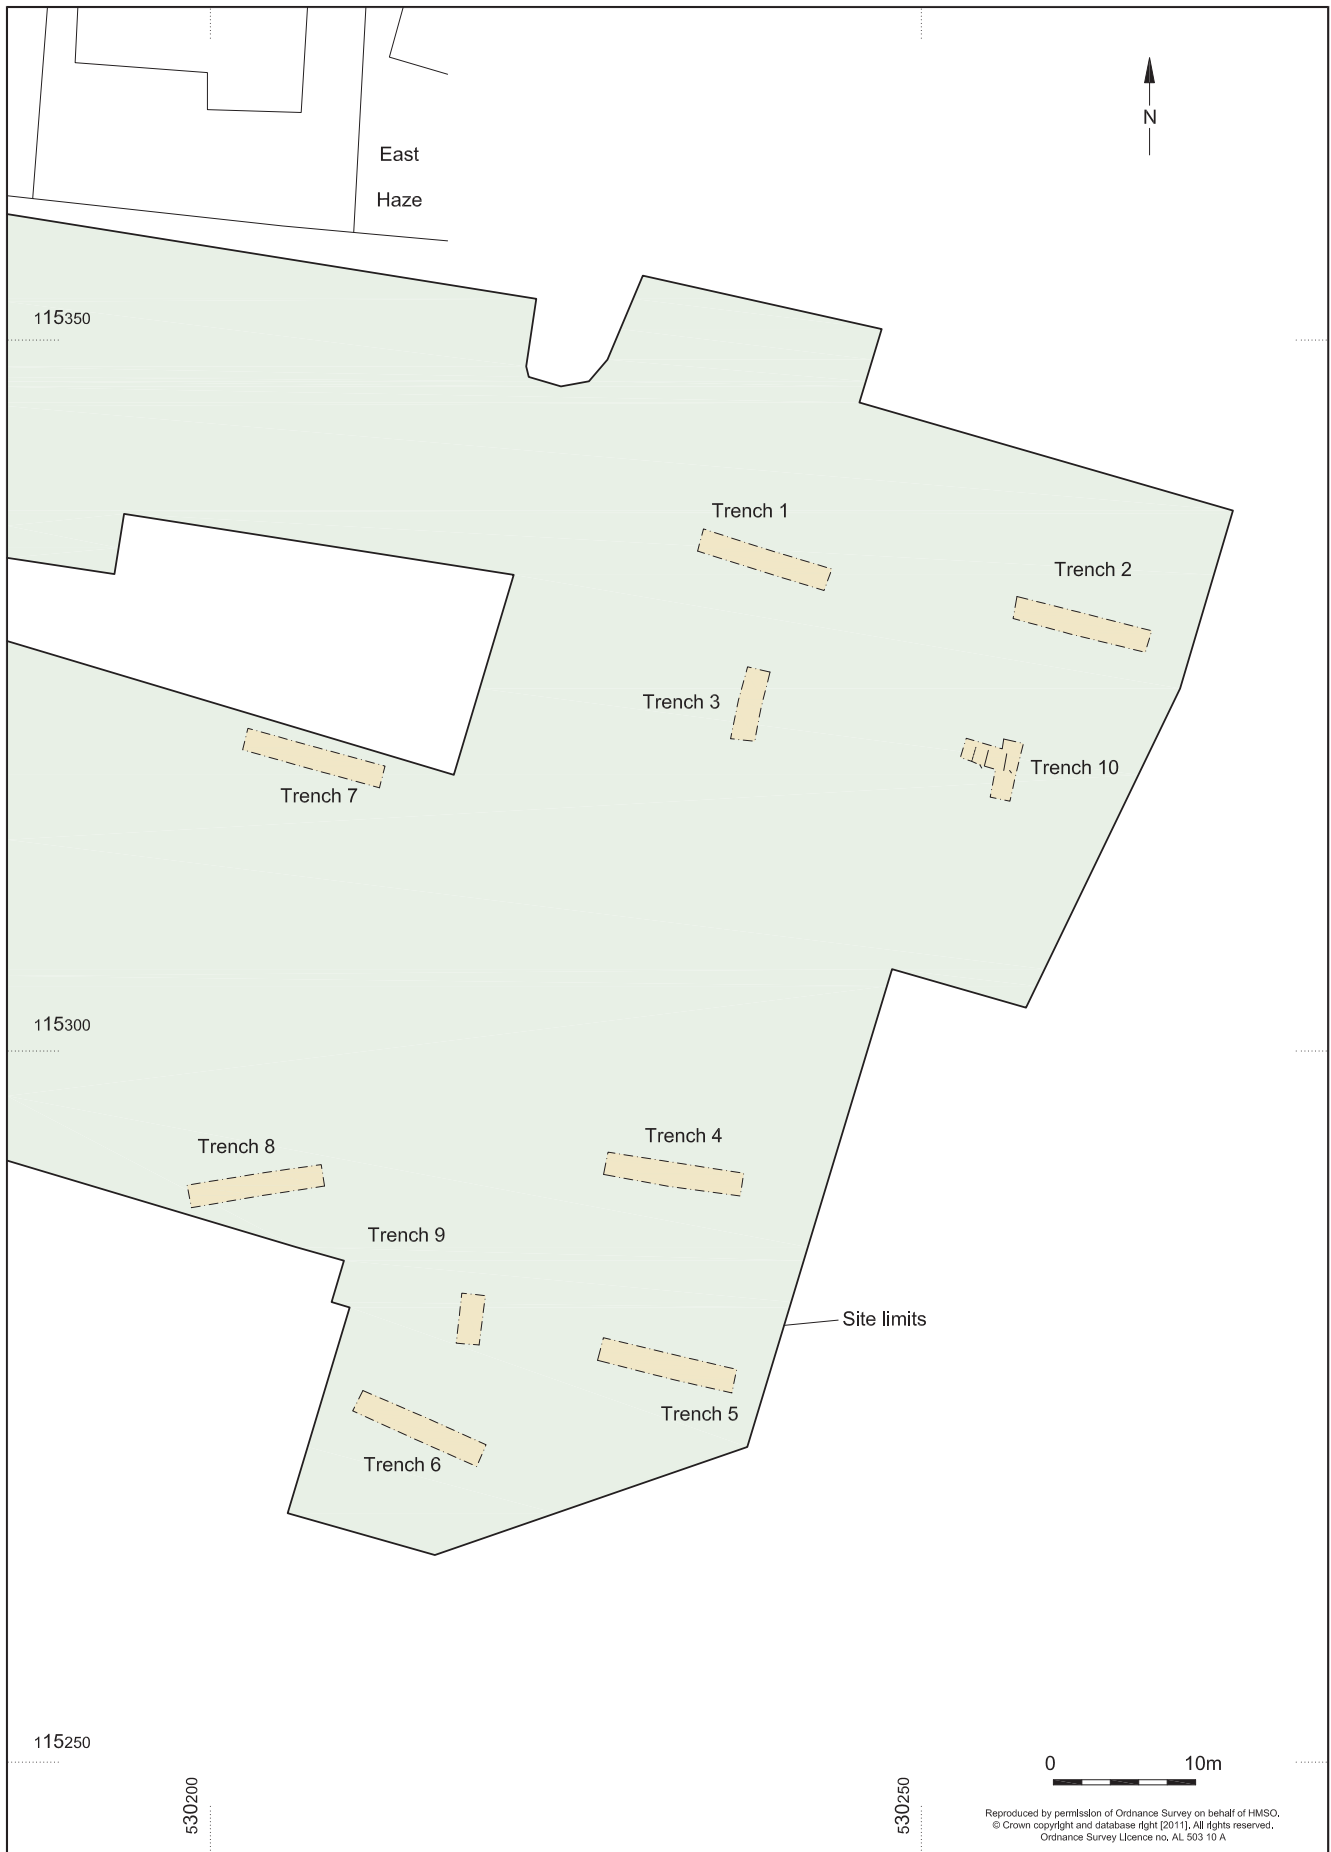 N
East
Haze
115350
Trench 1
Trench 2
Trench 3
Trench 10
Trench 7
115300
Trench 4
Trench 8
Trench 9
Site limits
Trench 5
Trench 6
115250
0 10m
530200
530250
Reproduced by permission of Ordnance Survey on behalf of HMSO.
© Crown copyright and database right [2011]. All rights reserved.
Ordnance Survey Licence no. AL 503 10 A